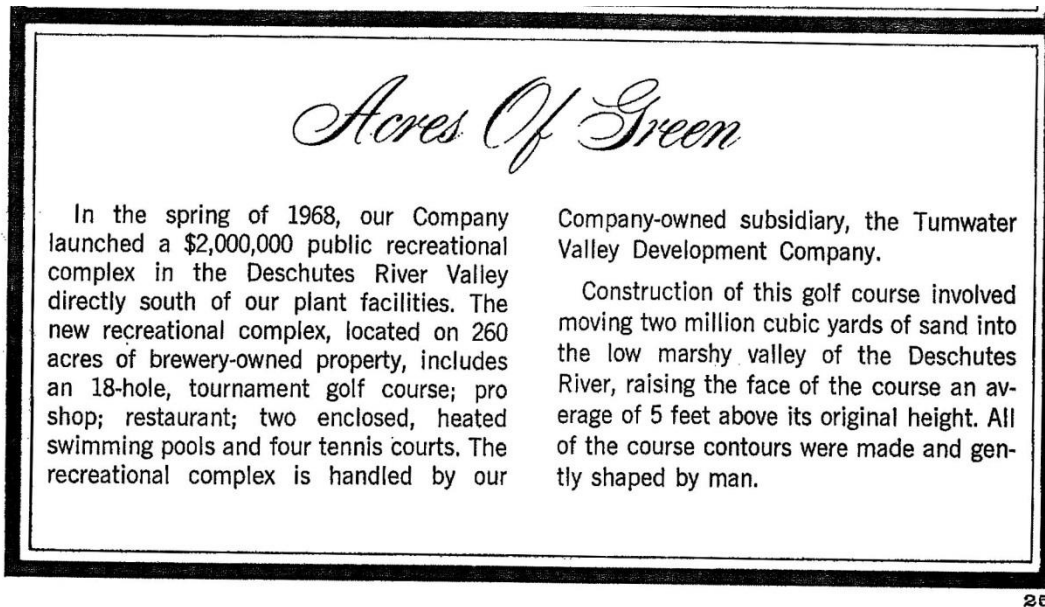 Acres Of Green
In the spring of 1968, our Company
launched a $2,000,000 public recreational
complex in the Deschutes River Valley
directly south of our plant facilities. The
new recreational complex, located on 260
acres of brewery-owned property, includes
an 18-hole, tournament golf course; pro
shop; restaurant; two enclosed, heated
swimming pools and four tennis courts. The
recreational complex is handled by our
Company-owned subsidiary, the Tumwater
Valley Development Company.
Construction of this golf course involved
moving two million cubic yards of sand into
the low marshy valley of the Deschutes
River, raising the face of the course an av-
erage of 5 feet above its original height. All
of the course contours were made and gen-
tly shaped by man.